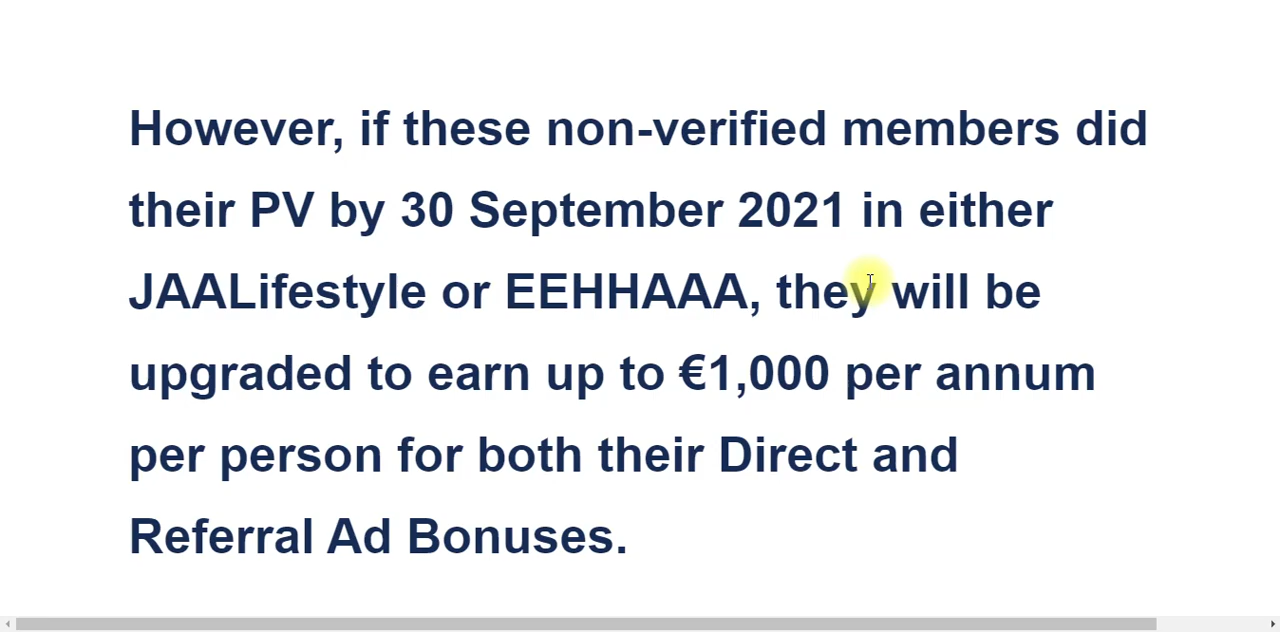 However, if these non-verified members did
their PV by 30 September 2021 in either
JAALifestyle or EEHHAAA, they will be
upgraded to earn up to €1,000 per annum
per person for both their Direct and
Referral Ad Bonuses.